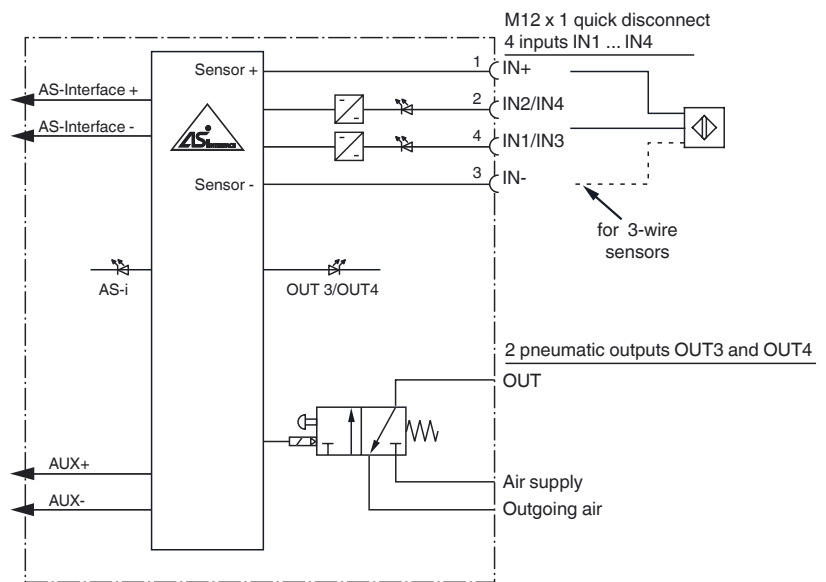 M12 x 1 quick disconnect
4 inputs IN1 ... IN4
Sensor +
1
IN+
AS-Interface +
2
IN2/IN4
AS-Interface -
ASi
INTERFACE
4
IN1/IN3
Sensor -
3
IN-
for 3-wire
sensors
AS-i
OUT 3/OUT4
2 pneumatic outputs OUT3 and OUT4
OUT
AUX+
Air supply
AUX-
Outgoing air